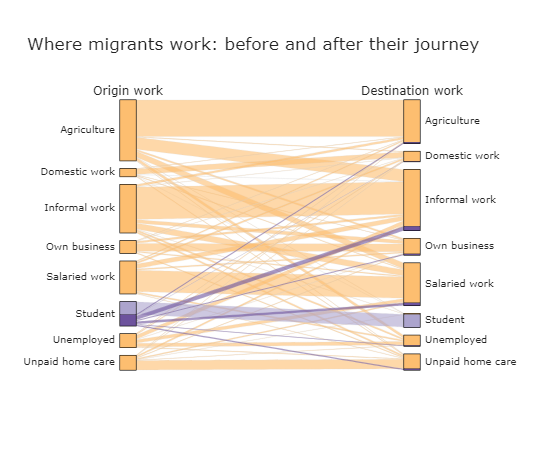 Where migrants work: before and after their journey
Origin work
Destination work
Agriculture
Domestic work
Informal work
Own business
Salaried work
Student
Unemployed
Unpaid home care
Agriculture
Domestic work
Informal work
Own business
Salaried work
Student
Unemployed
Unpaid home care